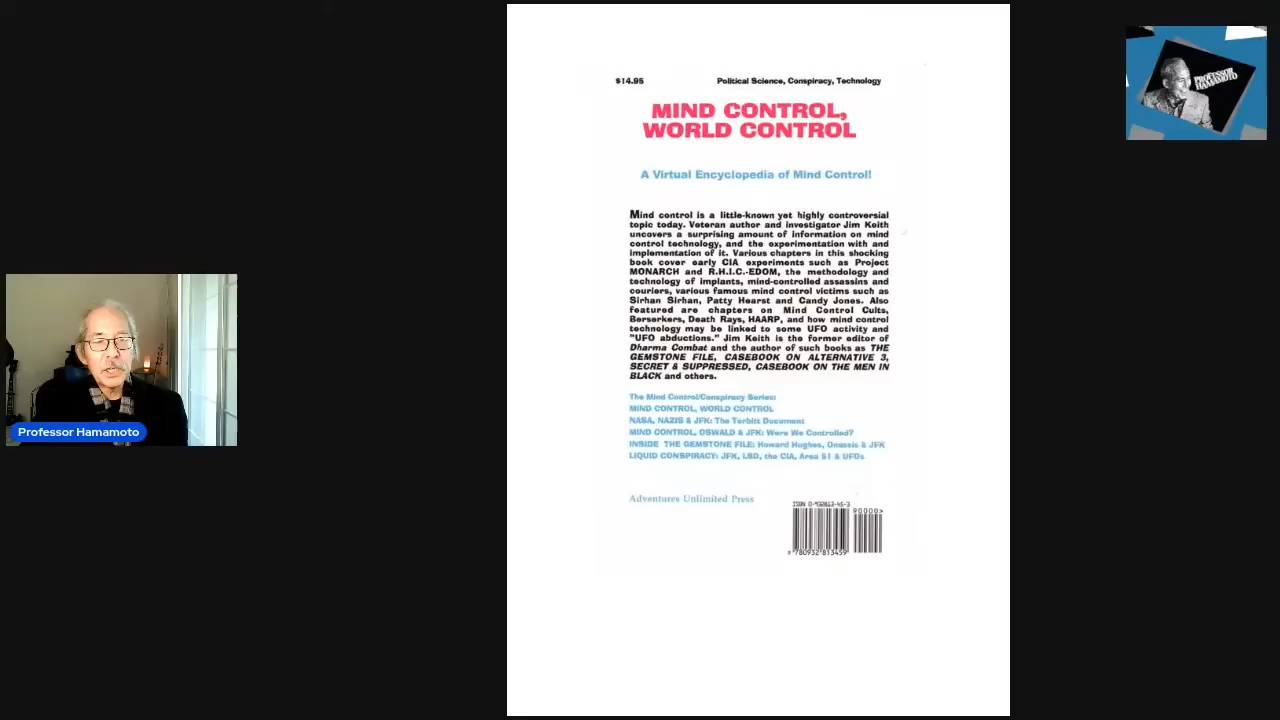 $14.95 Political Science, Conspiracy, Technology
MIND CONTROL,
WORLD CONTROL
A Virtual Encyclopedia of Mind Control!
Mind control is a little-known yet highly controversial
topic today. Veteran author and investigator Jim Keith
uncovers a surprising amount of information on mind
control technology, and the experimentation with and
implementation of it. Various chapters in this shocking
book cover early CIA experiments such as Project
MONARCH and R.H.I.C.-EDOM, the methodology and
technology of implants, mind-controlled assassins and
couriers, various famous mind control victims such as
Sirhan Sirhan, Patty Hearst and Candy Jones. Also
featured are chapters on Mind Control Cults,
Berserkers, Death Rays, HAARP, and how mind control
technology may be linked to some UFO activity and
"UFO abductions." Jim Keith is the former editor of
Dharma Combat and the author of such books as THE
GEMSTONE FILE, CASEBOOK ON ALTERNATIVE 3,
SECRET & SUPPRESSED, CASEBOOK ON THE MEN IN
BLACK and others.
The Mind Control/Conspiracy Series:
MIND CONTROL, WORLD CONTROL
NASA, NAZIS & JFK: The Torbitt Document
MIND CONTROL, OSWALD & JFK: Were We Controlled?
INSIDE THE GEMSTONE FILE: Howard Hughes, Onassis & JFK
LIQUID CONSPIRACY: JFK, LSD, the CIA, Area 51 & UFOs
Adventures Unlimited Press
ISBN 0-932813-45-3
90000>
9 780932 813459
Professor Hamamoto
PROFESSOR
HAMAMOTO